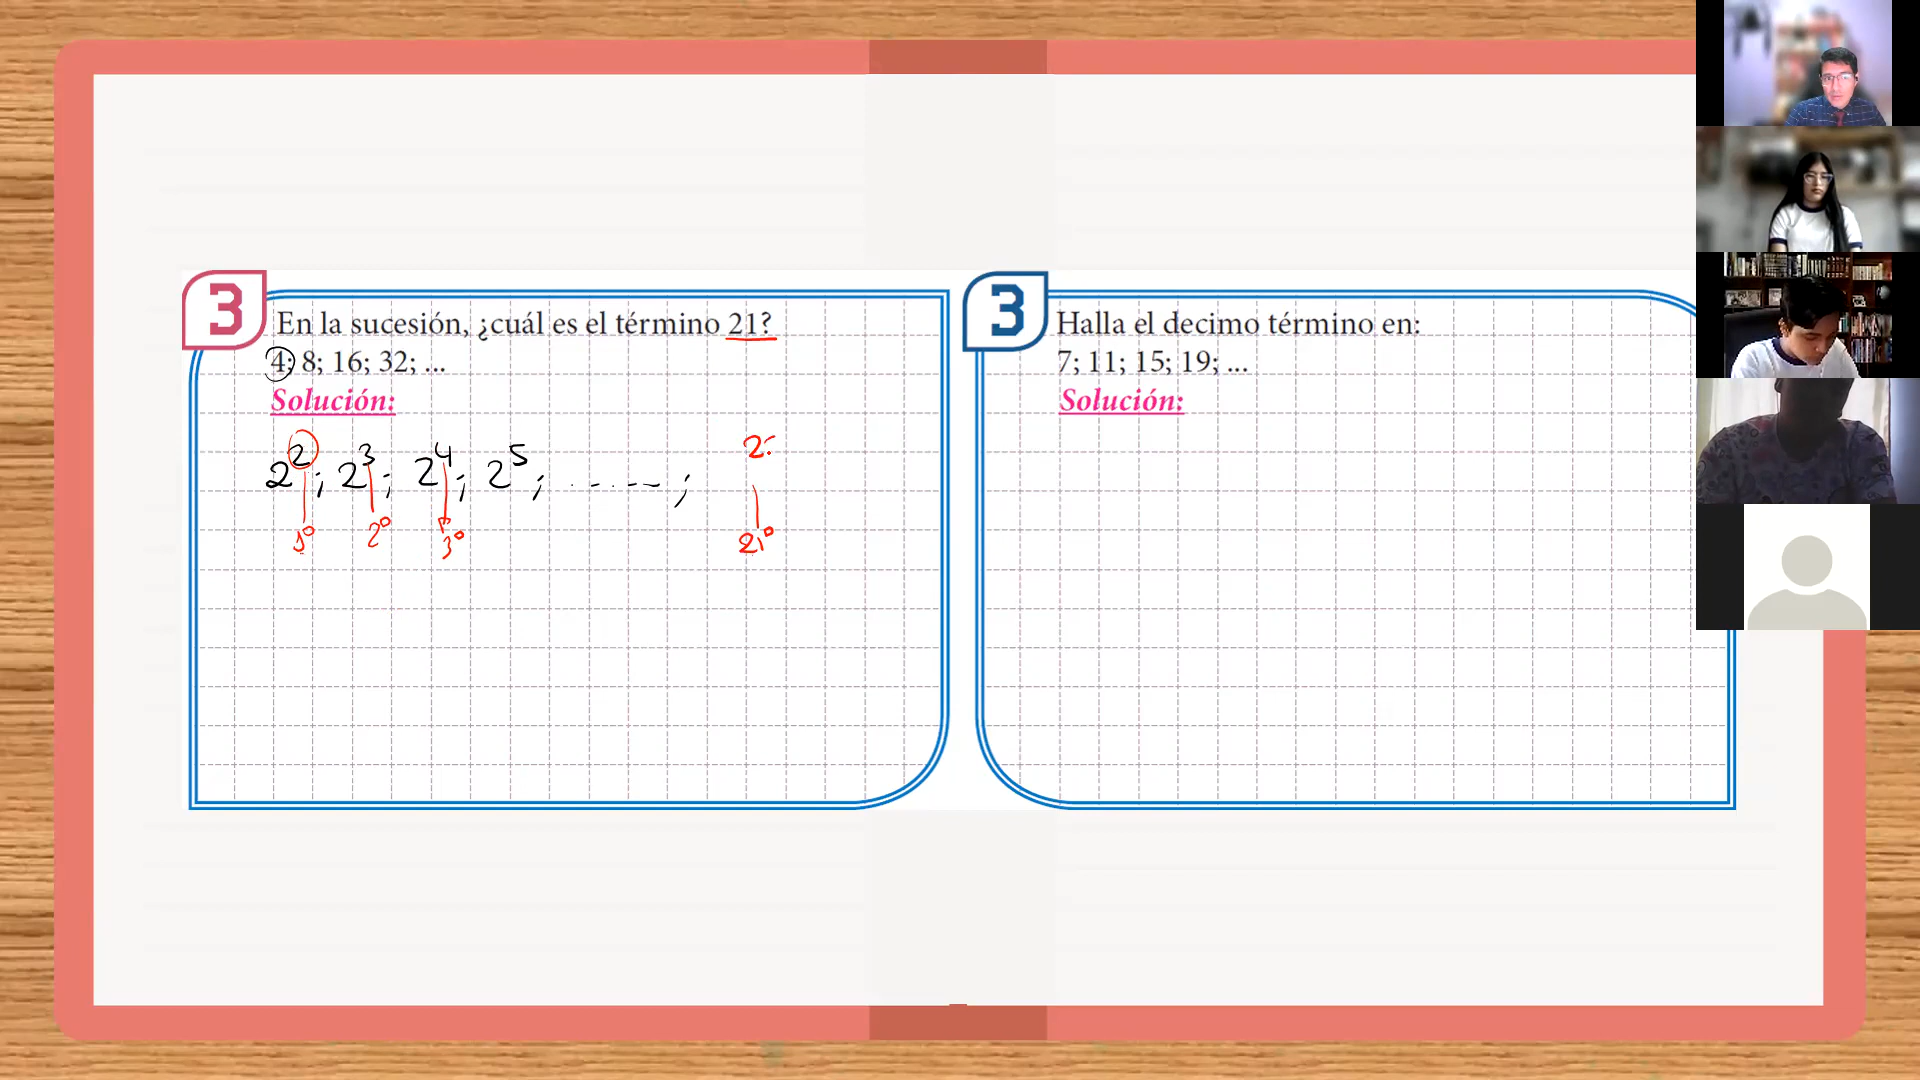 3
En la sucesión, ¿cuál es el término 21?
4; 8; 16; 32; ...
Solución:
2² ; 2³ ; 2⁴ ; 2⁵ ; ...... ;
1° 2° 3° 21°
3
Halla el decimo término en:
7; 11; 15; 19; ...
Solución: